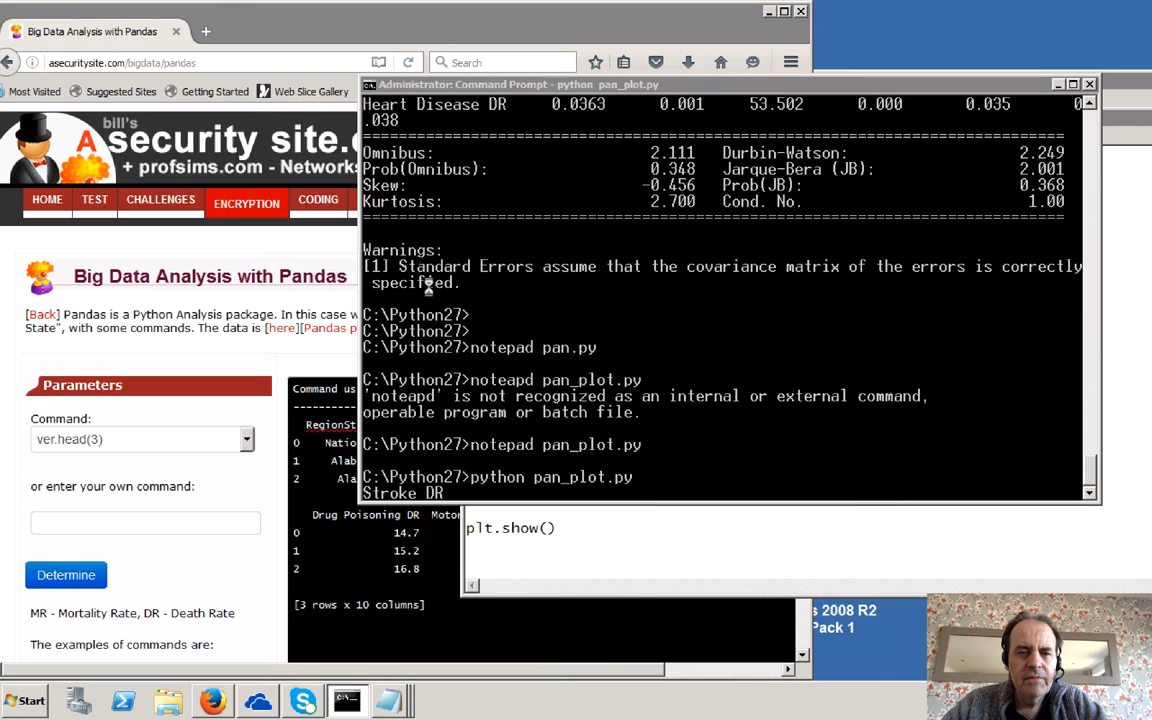 Big Data Analysis with Pandas
asecuritysite.com/bigdata/pandas
Search
Most Visited
Suggested Sites
Getting Started
Web Slice Gallery
bill's
Asecurity site.c
+ profsims.com - Network
HOME
TEST
CHALLENGES
ENCRYPTION
CODING
Big Data Analysis with Pandas
[Back] Pandas is a Python Analysis package. In this case w
State", with some commands. The data is [here][Pandas p
Parameters
Command:
ver.head(3)
or enter your own command:
Determine
MR - Mortality Rate, DR - Death Rate
The examples of commands are:
Command us
----------
RegionSt
0 Natio
1 Alab
2 Ala
Drug Poisoning DR Motor
0 14.7
1 15.2
2 16.8
[3 rows x 10 columns]
Administrator: Command Prompt - python pan_plot.py
Heart Disease DR 0.0363 0.001 53.502 0.000 0.035 0
.038
==============================================================================
Omnibus: 2.111 Durbin-Watson: 2.249
Prob(Omnibus): 0.348 Jarque-Bera (JB): 2.001
Skew: -0.456 Prob(JB): 0.368
Kurtosis: 2.700 Cond. No. 1.00
==============================================================================
Warnings:
[1] Standard Errors assume that the covariance matrix of the errors is correctly
specified.
C:\Python27>
C:\Python27>
C:\Python27>notepad pan.py
C:\Python27>noteapd pan_plot.py
'noteapd' is not recognized as an internal or external command,
operable program or batch file.
C:\Python27>notepad pan_plot.py
C:\Python27>python pan_plot.py
Stroke DR
plt.show()
s 2008 R2
Pack 1
Start